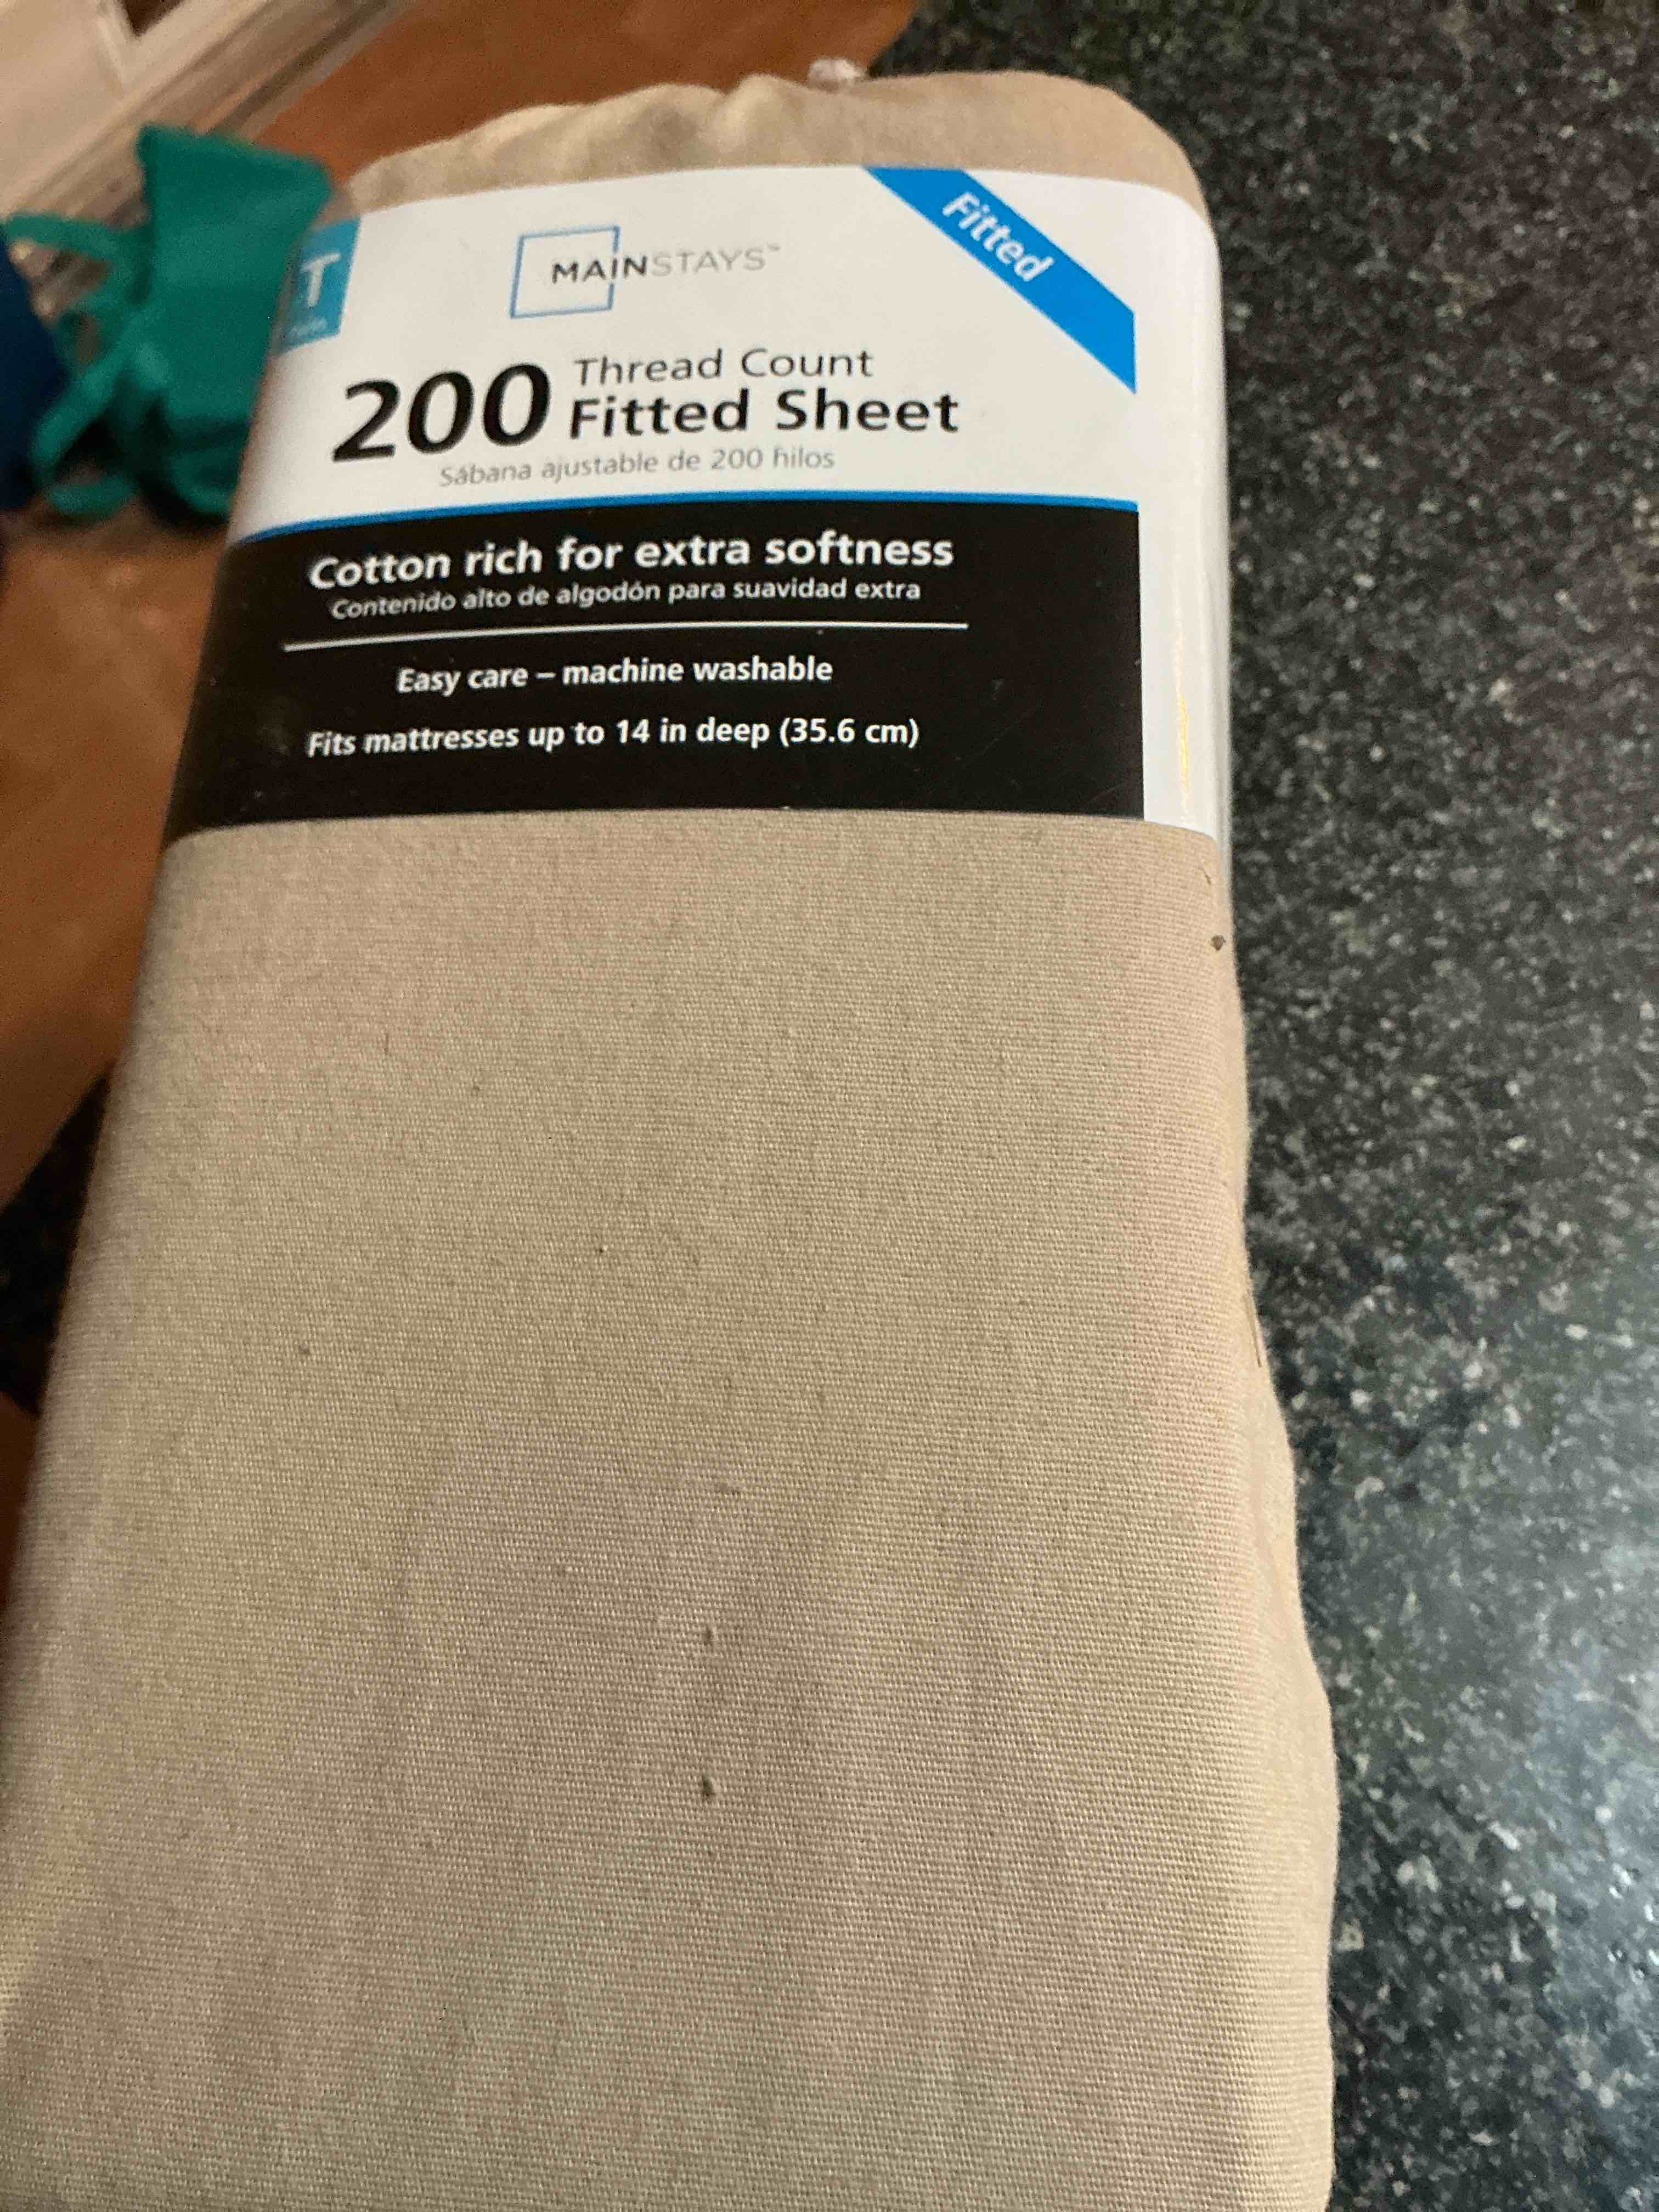 Fitted
T
MAINSTAYS™
200 Thread Count
Fitted Sheet
Sábana ajustable de 200 hilos
Cotton rich for extra softness
Contenido alto de algodón para suavidad extra
Easy care – machine washable
Fits mattresses up to 14 in deep (35.6 cm)